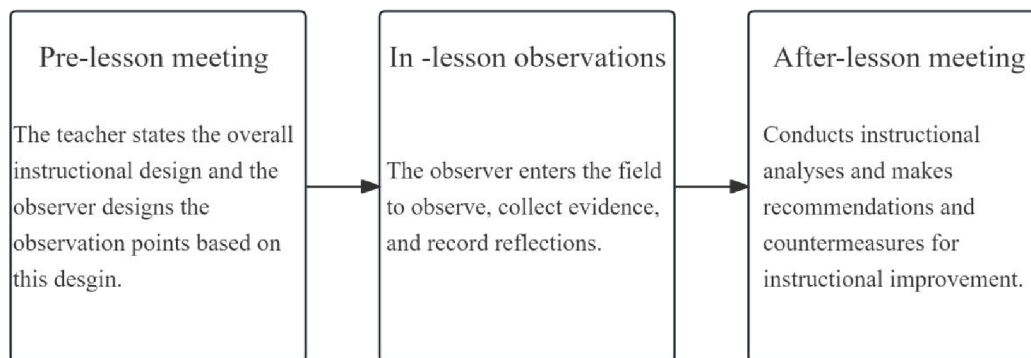 Pre-lesson meeting
The teacher states the overall
instructional design and the
observer designs the
observation points based on
this desgin.
In -lesson observations
The observer enters the field
to observe, collect evidence,
and record reflections.
After-lesson meeting
Conducts instructional
analyses and makes
recommendations and
countermeasures for
instructional improvement.